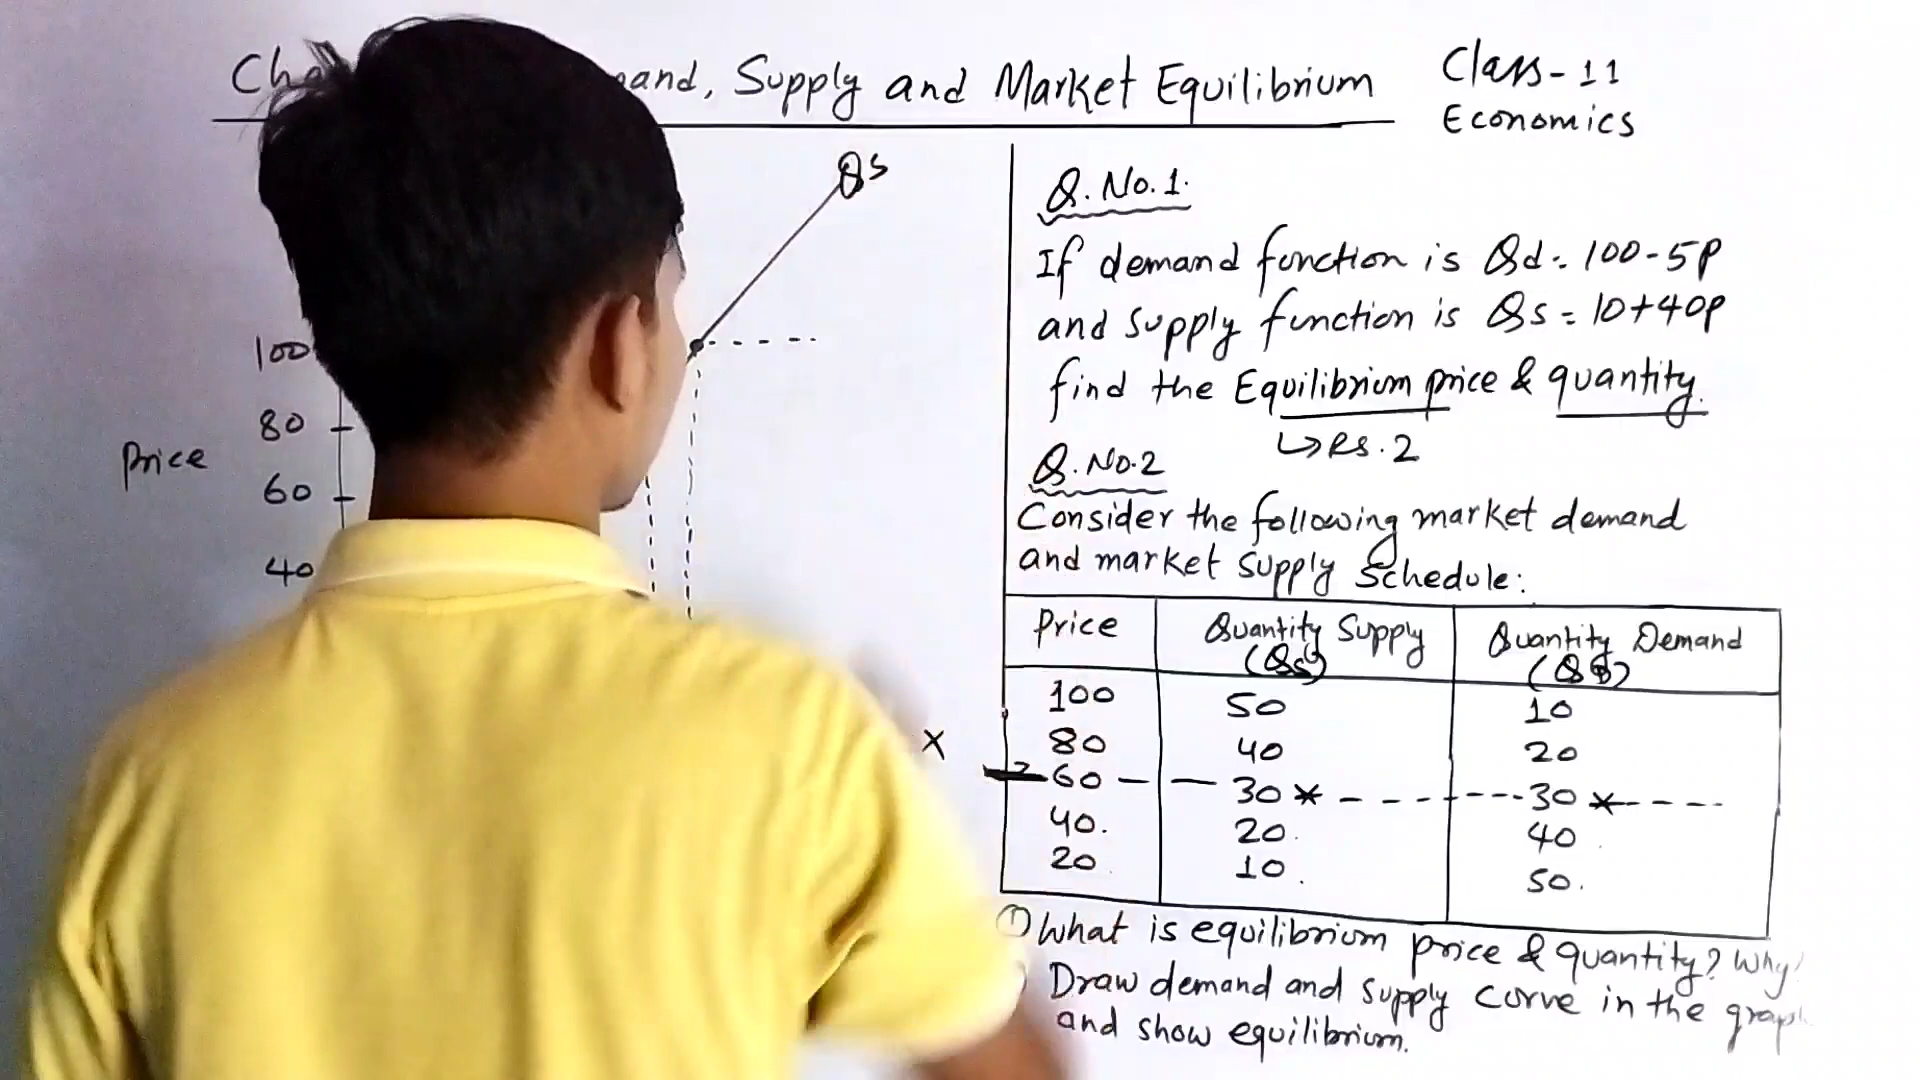 and, Supply and Market Equilibrium
Class-11
Economics
Qs
100
80
60
40
Price
Q.No.1.
If demand function is Qd = 100-5p
and supply function is Qs = 10+40p
find the Equilibrium price & quantity.
↳Rs.2
Q.No.2
Consider the following market demand
and market supply schedule:
Price Quantity Supply (Qs) Quantity Demand (QD)
100 50 10
x 80 40 20
60 30 30
40. 20. 40
20 10. 50.
① What is equilibrium price & quantity? Why?
Draw demand and supply corve in the graph
and show equilibrium.